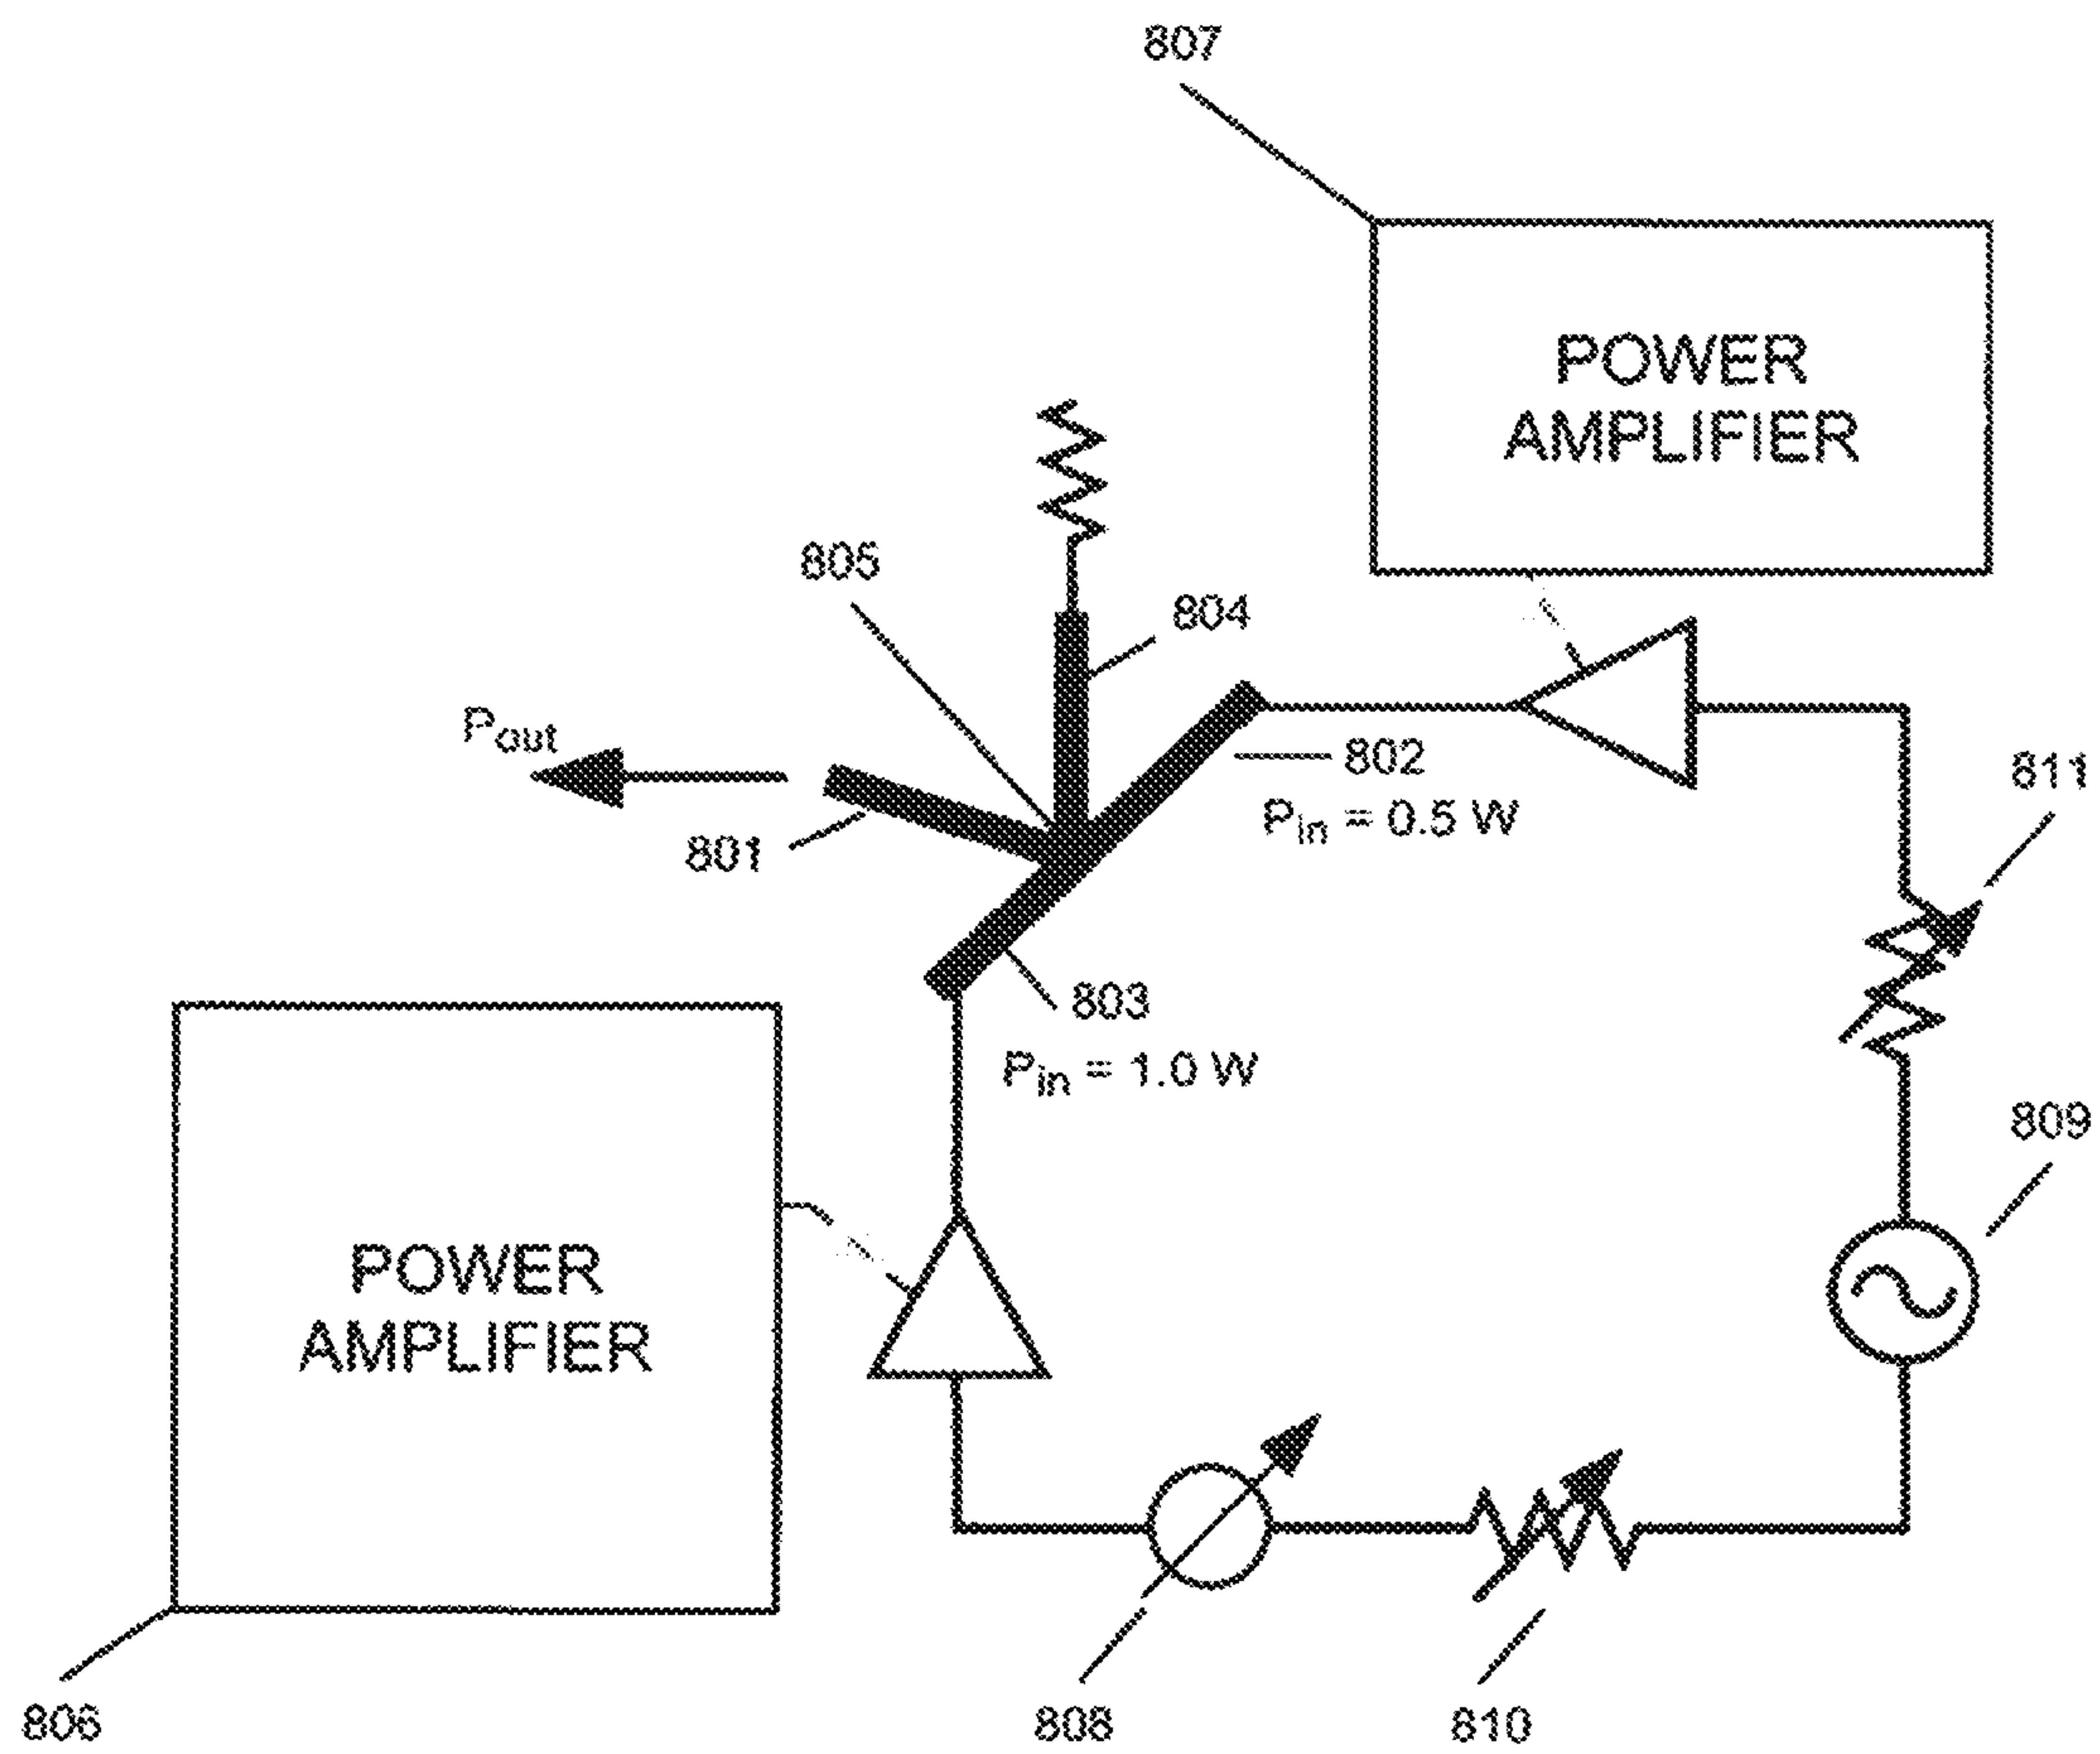 807
POWER
AMPLIFIER
805
804
Pout
802
Pin = 0.5 W
811
801
803
Pin = 1.0 W
809
POWER
AMPLIFIER
806
808
810